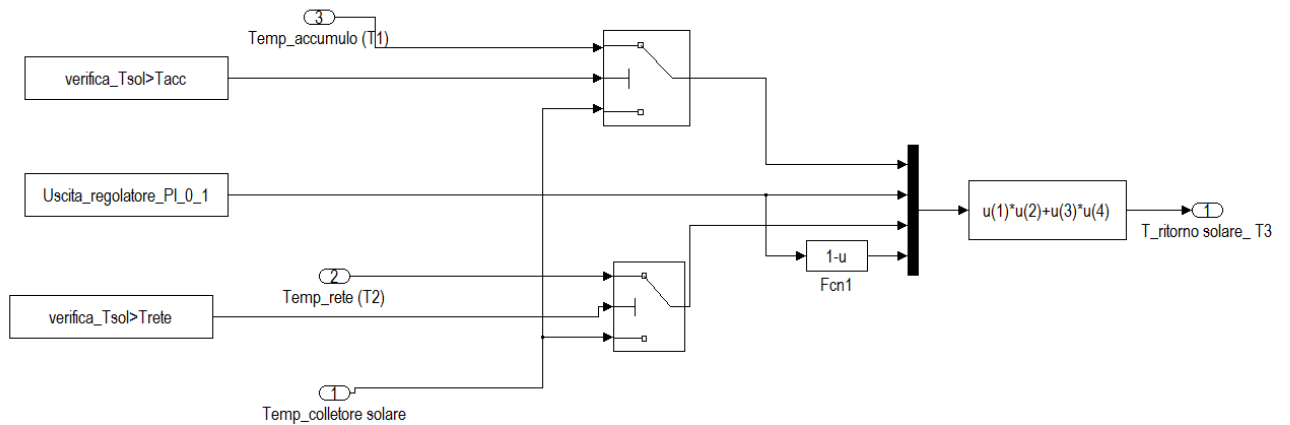 3
Temp_accumulo (T1)
verifica_Tsol>Tacc
Uscita_regolatore_PI_0_1
u(1)*u(2)+u(3)*u(4)
1
T_ritorno solare_ T3
1-u
Fcn1
2
Temp_rete (T2)
verifica_Tsol>Trete
1
Temp_colletore solare